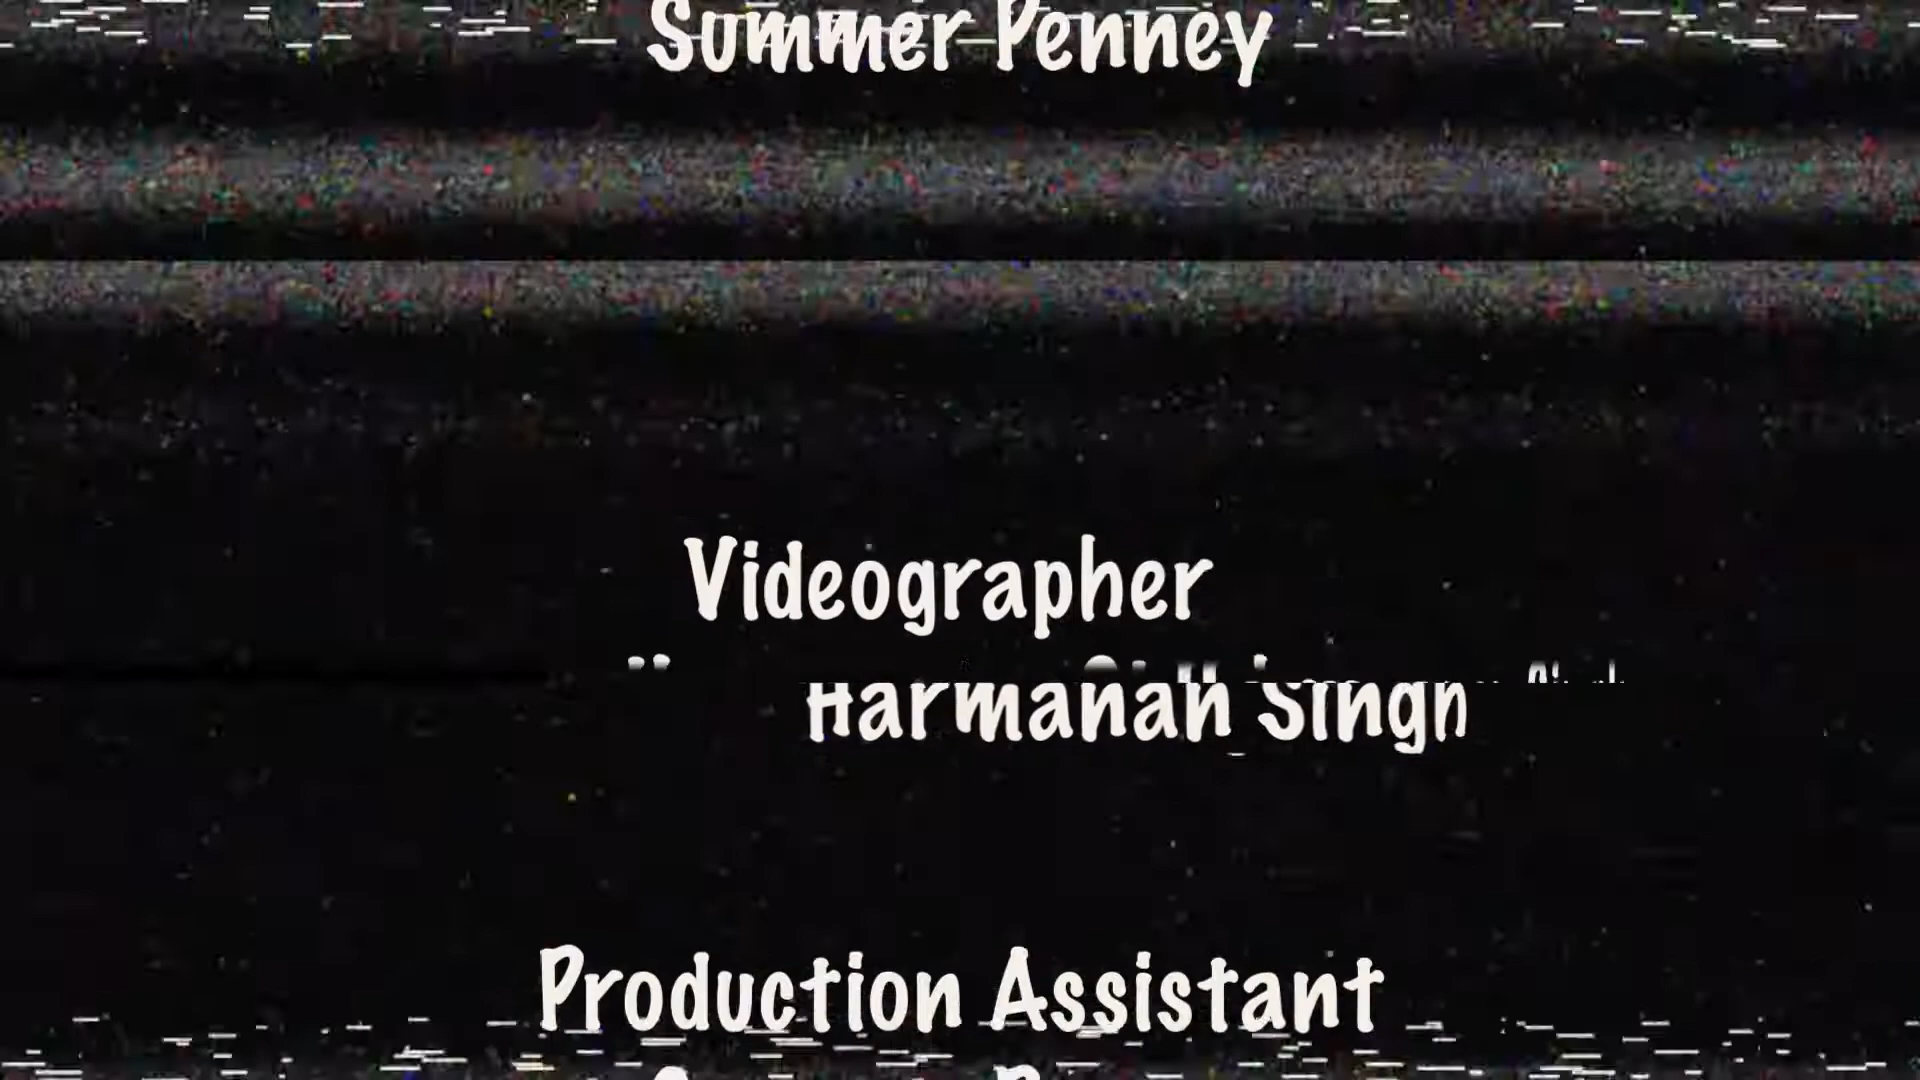 Summer Penney
Videographer
Harmanah Singh
Production Assistant